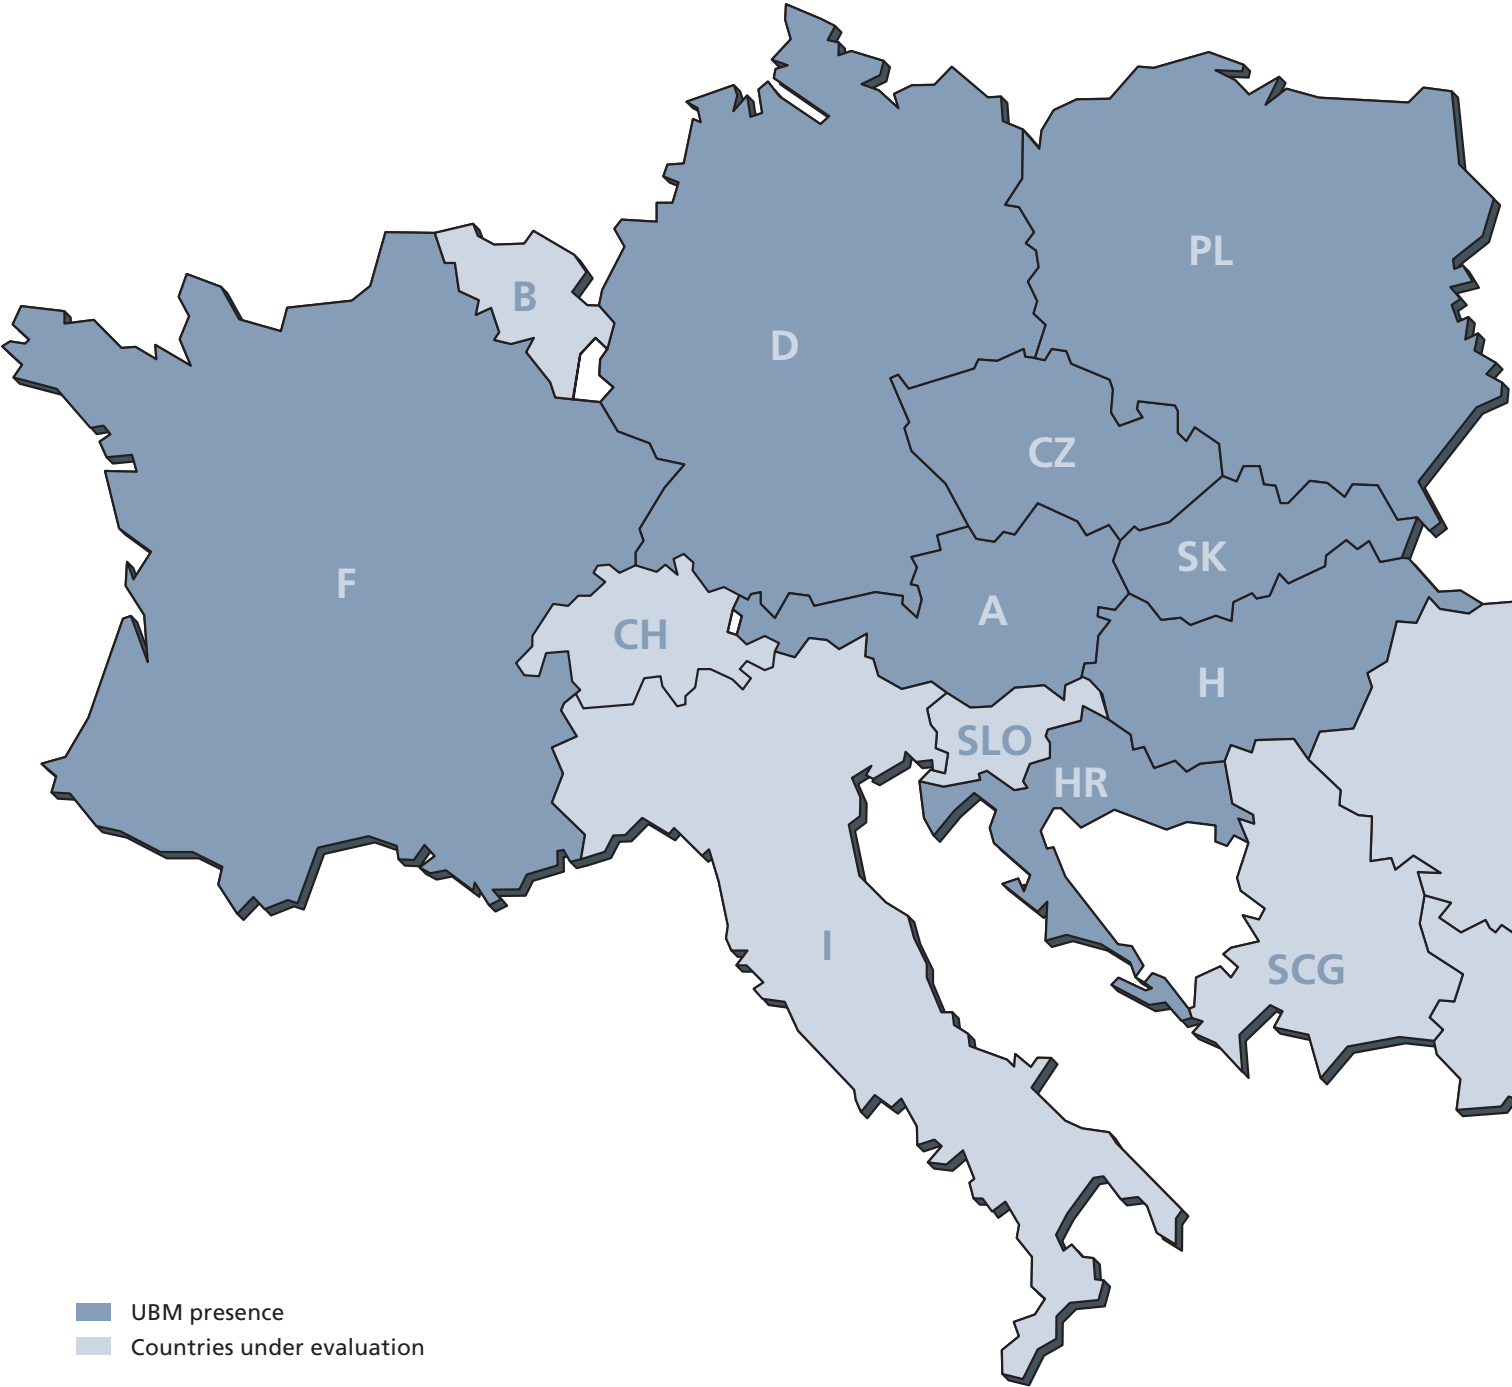 PL
B
D
CZ
SK
F
A
CH
H
SLO
HR
I
SCG
UBM presence
Countries under evaluation